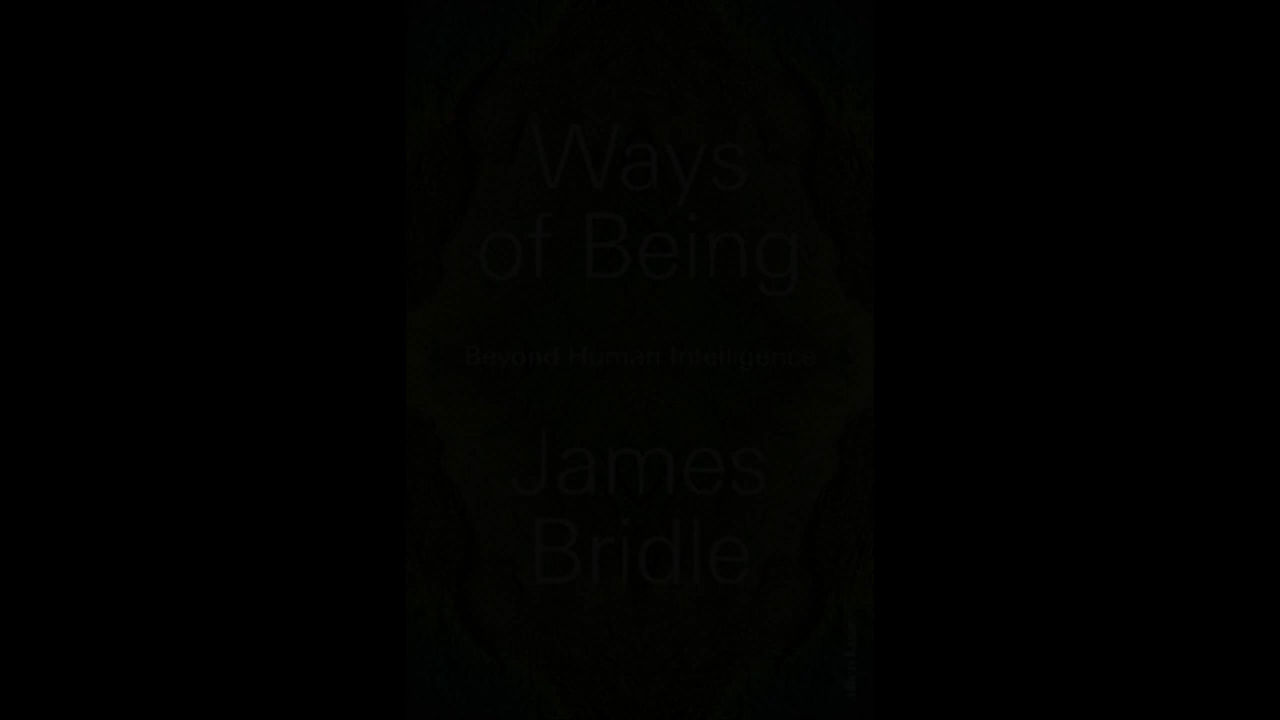 Ways
of Being
Beyond Human Intelligence
James
Bridle